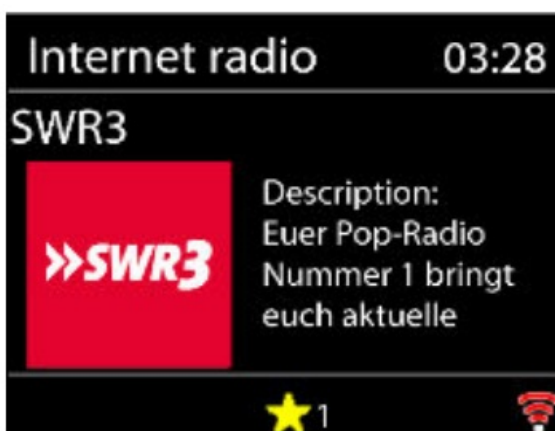 Internet radio 03:28
SWR3
»SWR3
Description:
Euer Pop-Radio
Nummer 1 bringt
euch aktuelle
1